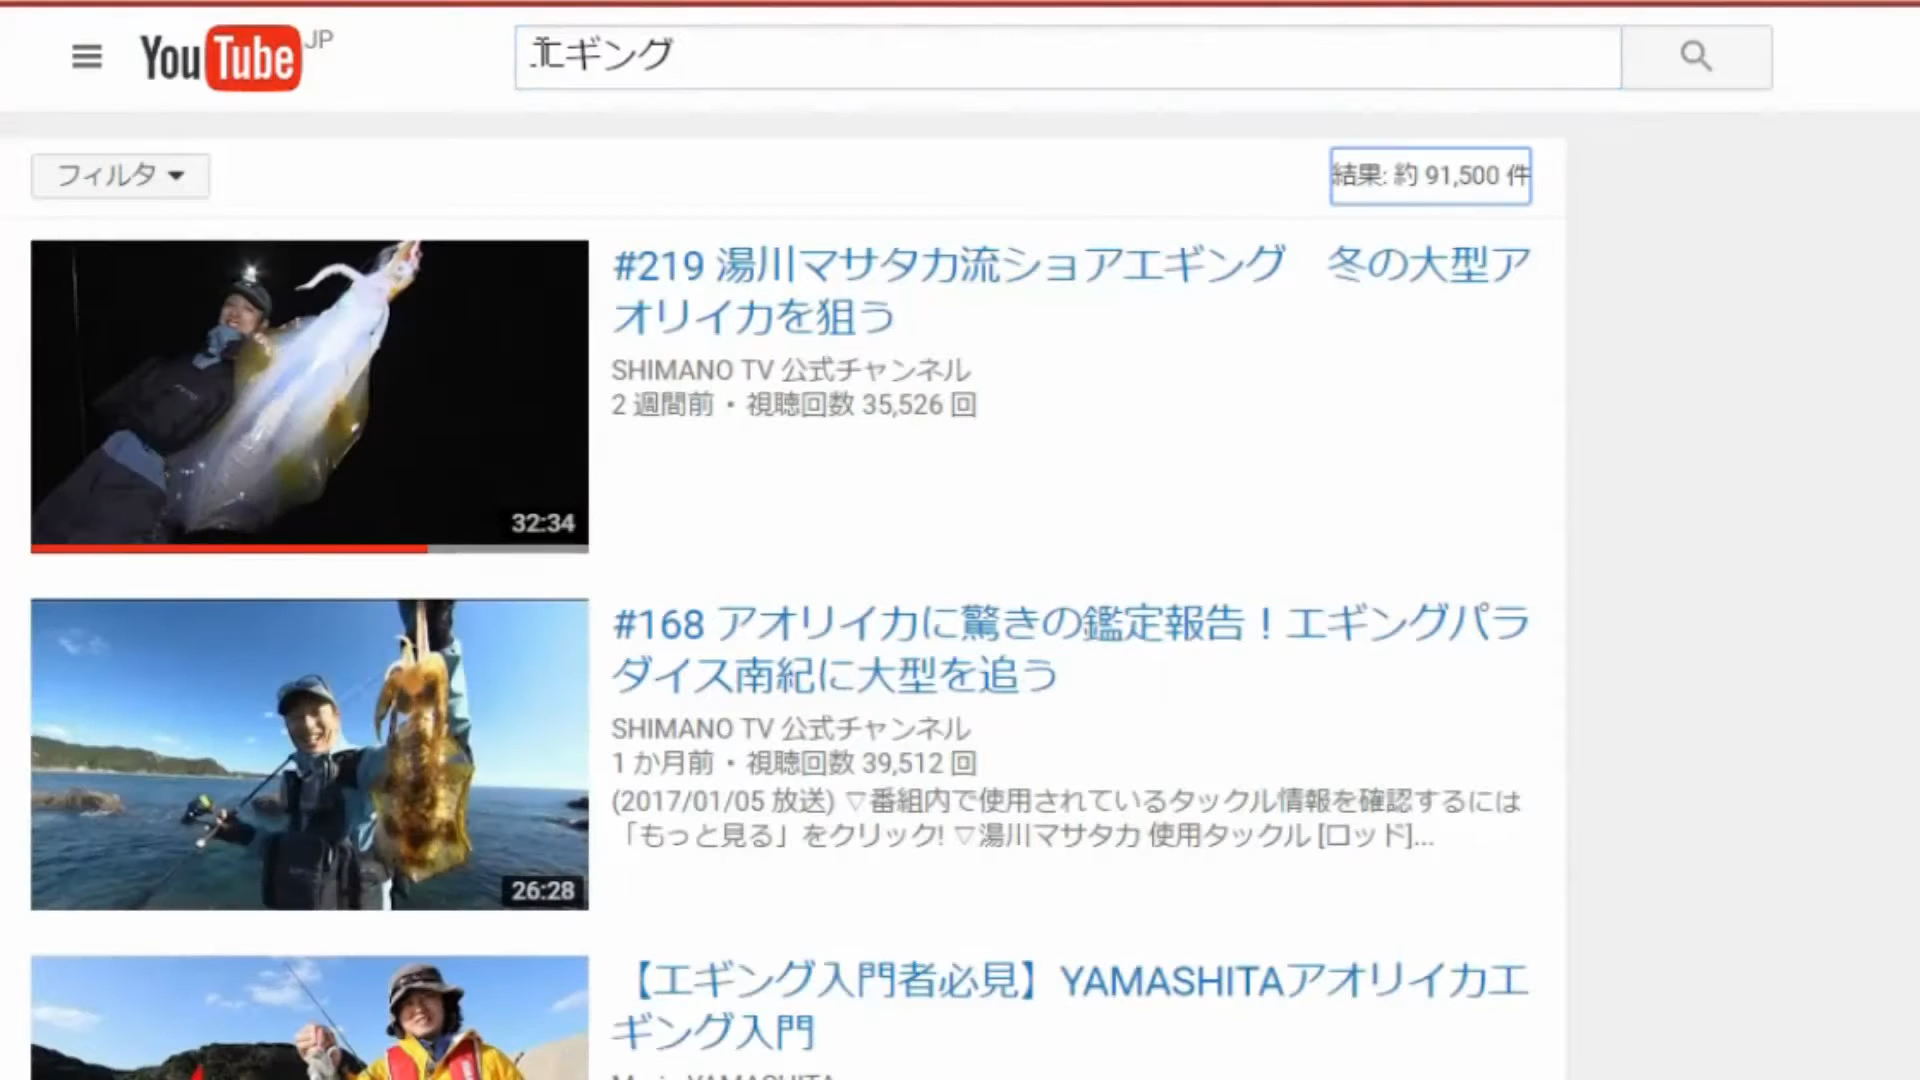 YouTube JP
エギング
フィルタ
結果: 約 91,500 件
#219 湯川マサタカ流ショアエギング 冬の大型ア
オリイカを狙う
SHIMANO TV 公式チャンネル
2 週間前・視聴回数 35,526 回
32:34
#168 アオリイカに驚きの鑑定報告！エギングパラ
ダイス南紀に大型を追う
SHIMANO TV 公式チャンネル
1 か月前・視聴回数 39,512 回
(2017/01/05 放送) ▽番組内で使用されているタックル情報を確認するには
「もっと見る」をクリック! ▽湯川マサタカ 使用タックル [ロッド]...
26:28
【エギング入門者必見】YAMASHITAアオリイカエ
ギング入門
YAMASHITA